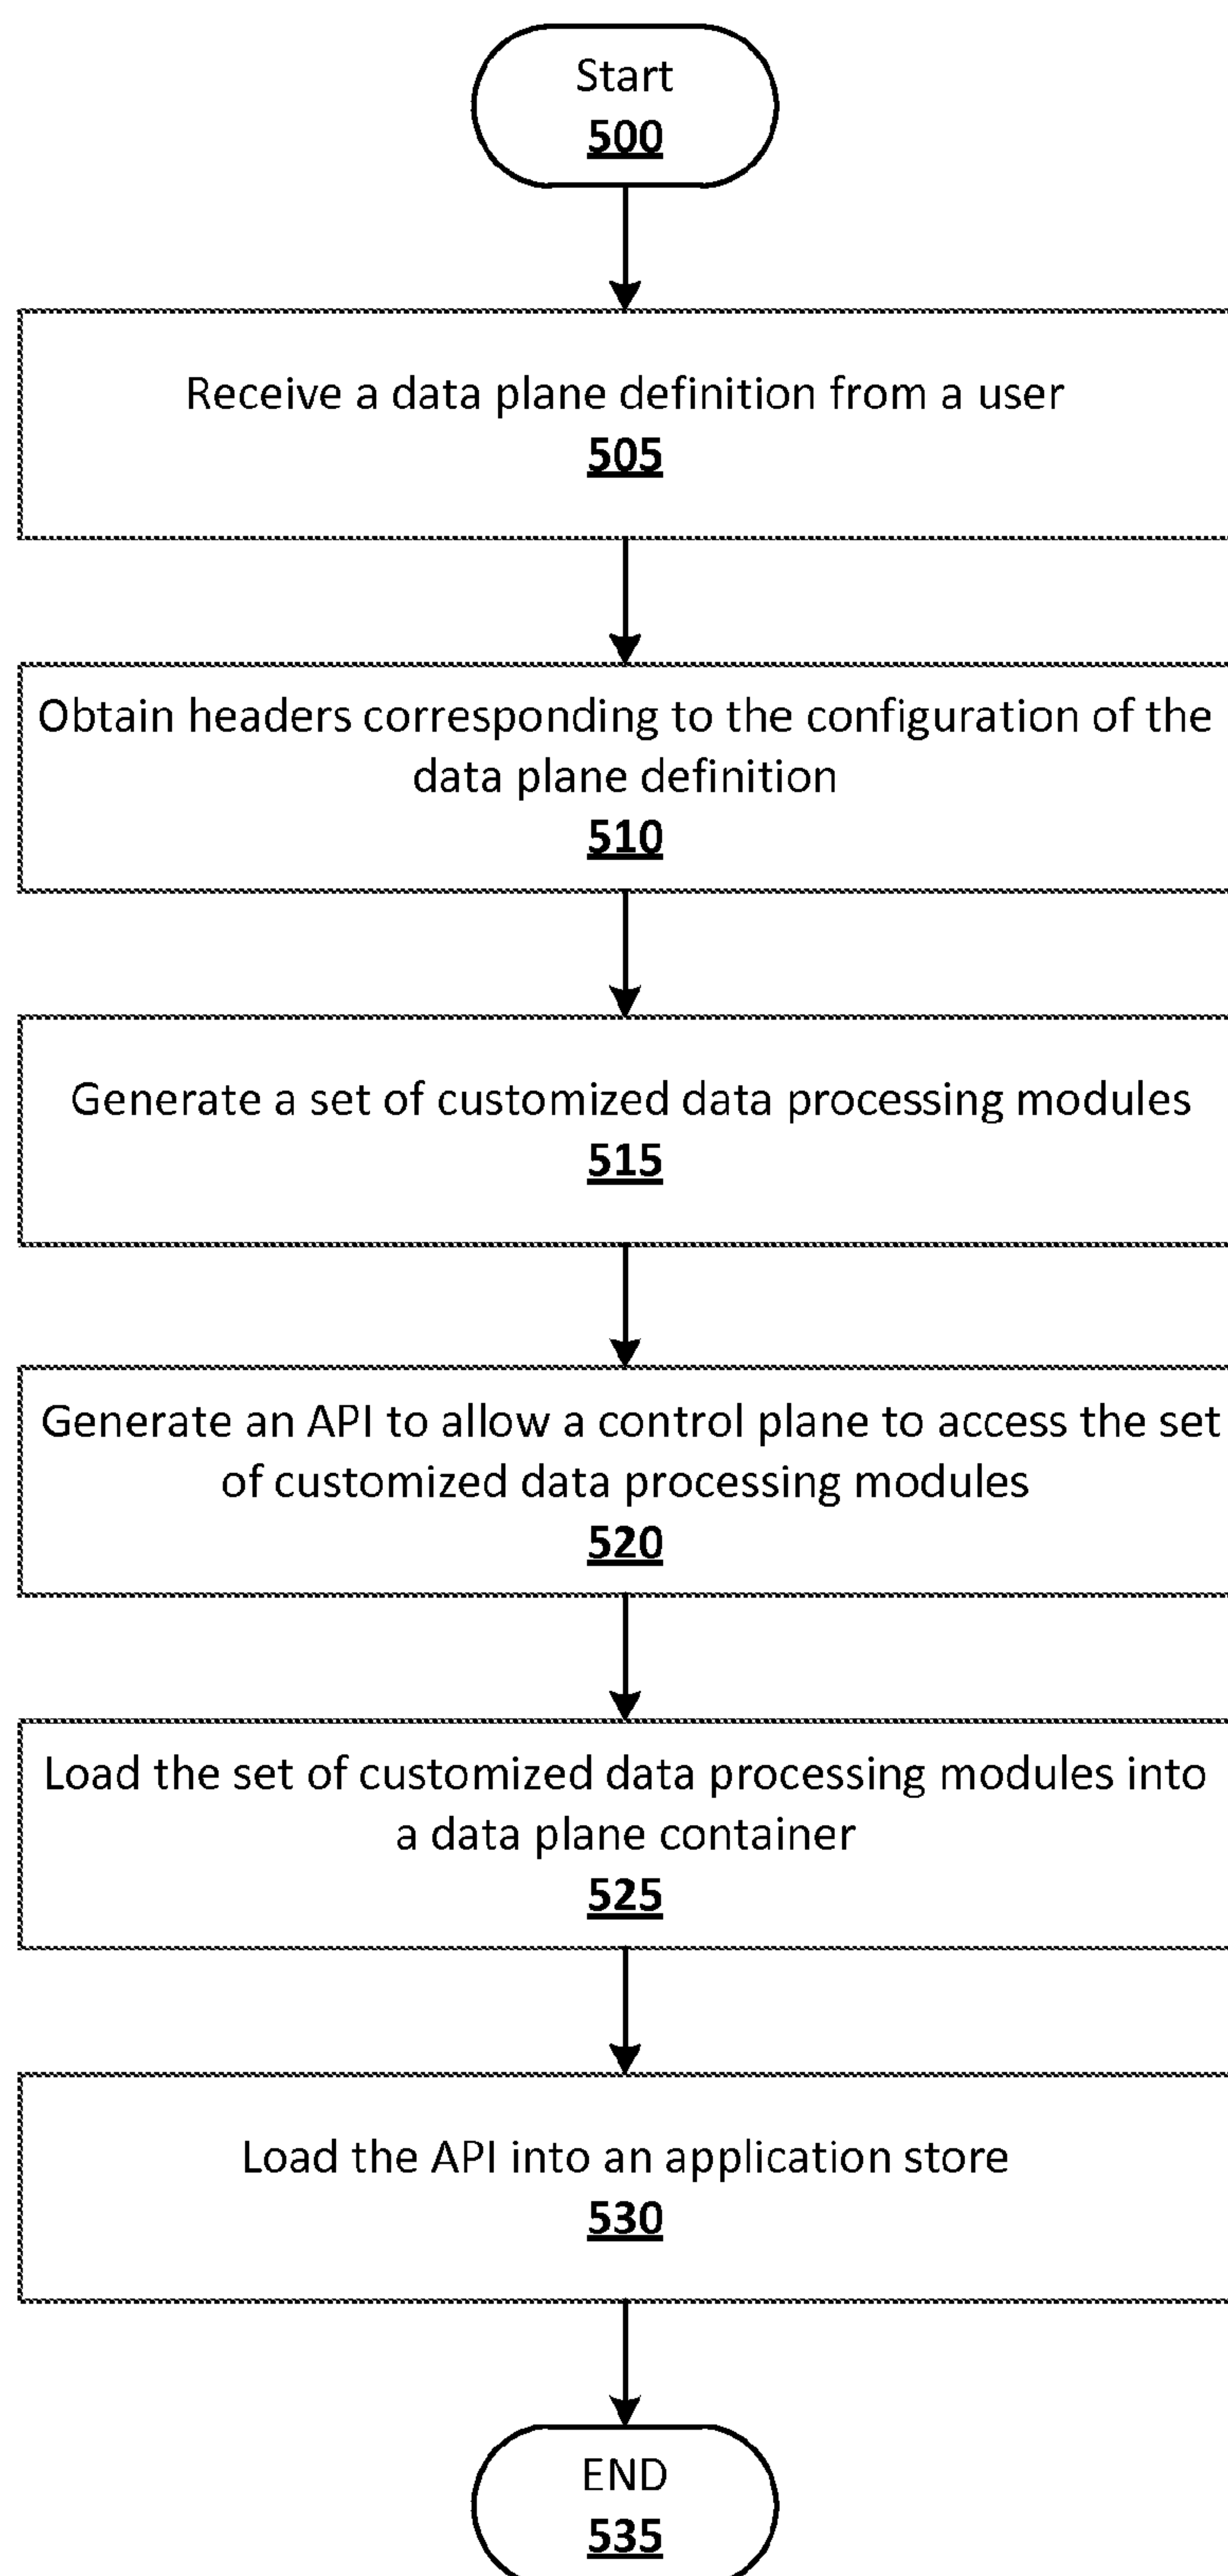 Start
500
Receive a data plane definition from a user
505
Obtain headers corresponding to the configuration of the
data plane definition
510
Generate a set of customized data processing modules
515
Generate an API to allow a control plane to access the set
of customized data processing modules
520
Load the set of customized data processing modules into
a data plane container
525
Load the API into an application store
530
END
535